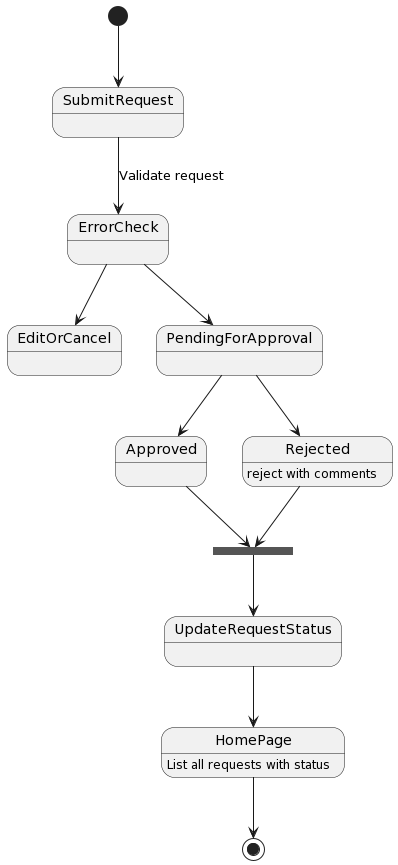 SubmitRequest
Validate request
ErrorCheck
EditOrCancel
PendingForApproval
Approved
Rejected
reject with comments
UpdateRequestStatus
HomePage
List all requests with status